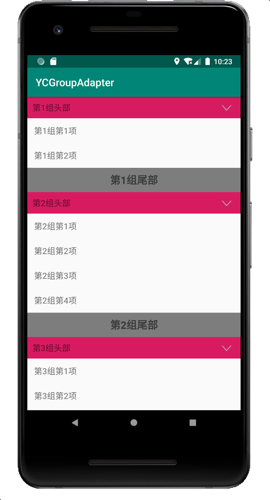 10:23
YCGroupAdapter
第1组头部
第1组第1项
第1组第2项
第1组尾部
第2组头部
第2组第1项
第2组第2项
第2组第3项
第2组第4项
第2组尾部
第3组头部
第3组第1项
第3组第2项